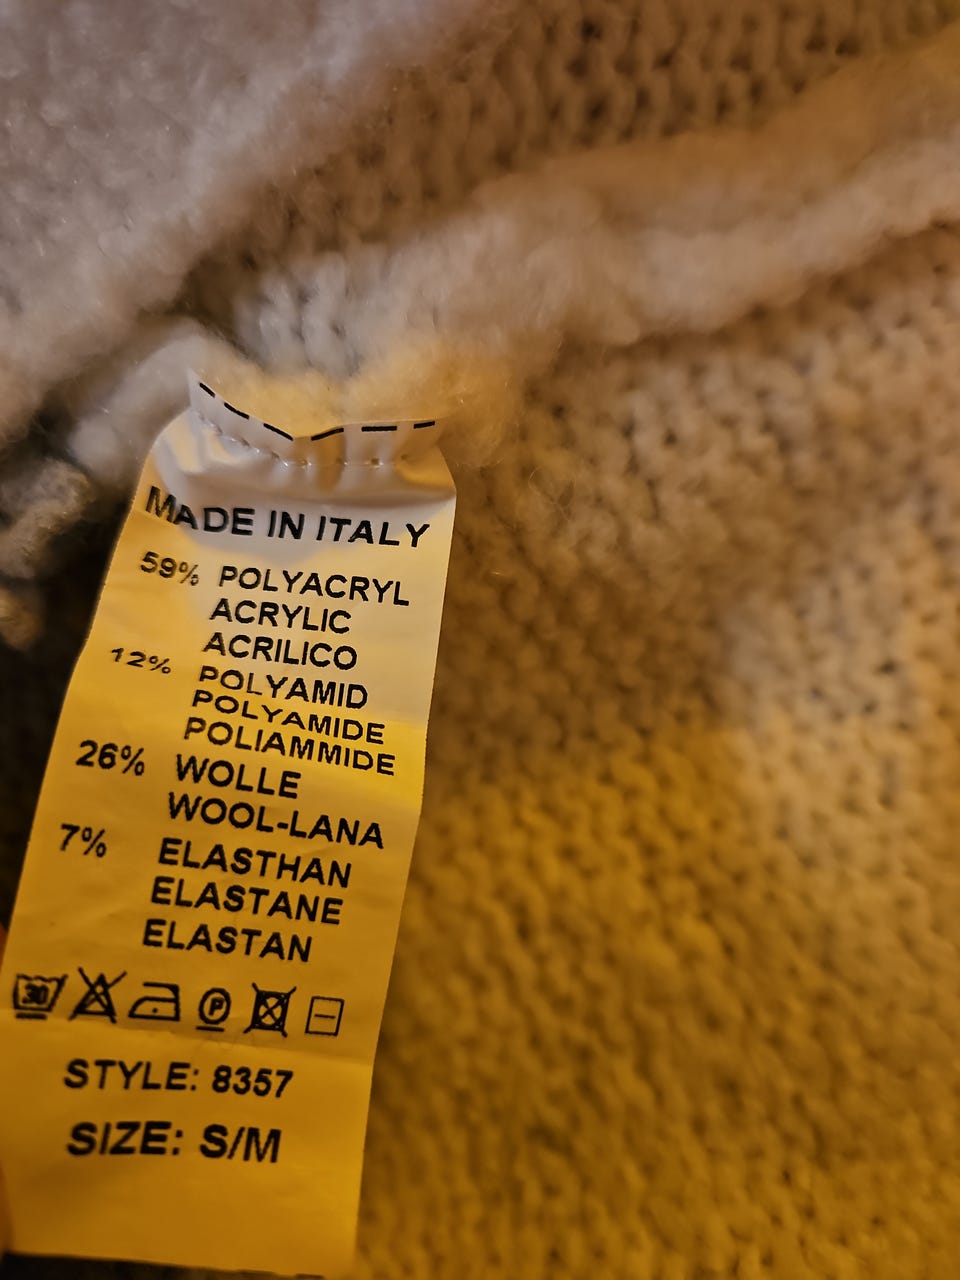 MADE IN ITALY
59% POLYACRYL
ACRYLIC
ACRILICO
12% POLYAMID
POLYAMIDE
POLIAMMIDE
26% WOLLE
WOOL-LANA
7% ELASTHAN
ELASTANE
ELASTAN
30 P
STYLE: 8357
SIZE: S/M